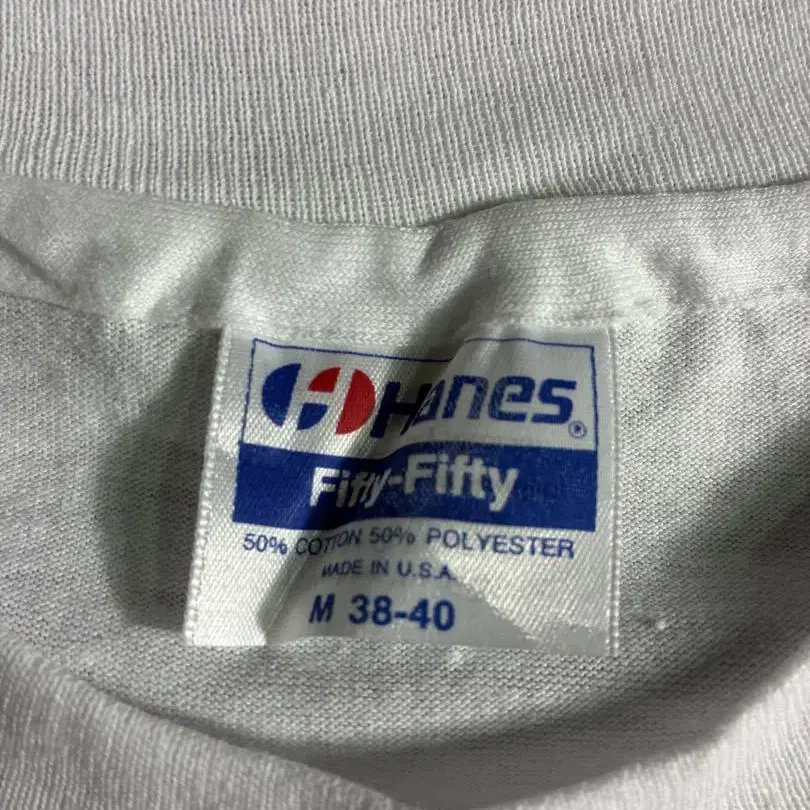 Hanes®
Fifty-Fifty
50% COTTON 50% POLYESTER
MADE IN U.S.A.
M 38-40